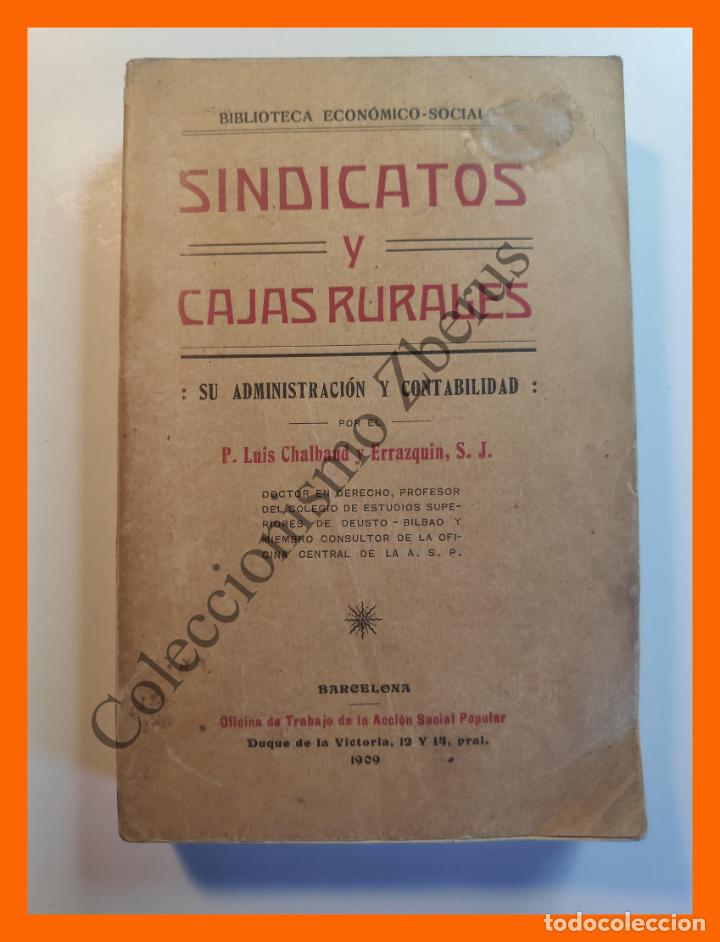 BIBLIOTECA ECONÓMICO-SOCIAL
SINDICATOS
Y
CAJAS RURALES
: SU ADMINISTRACIÓN Y CONTABILIDAD :
POR EL
P. Luis Chalbaud y Errazquin, S. J.
DOCTOR EN DERECHO, PROFESOR
DEL COLEGIO DE ESTUDIOS SUPE-
RIORES DE DEUSTO - BILBAO Y
MIEMBRO CONSULTOR DE LA OFI-
CINA CENTRAL DE LA A. S. P.
BARCELONA
Oficina de Trabajo de la Acción Social Popular
Duque de la Victoria, 12 Y 14, pral.
1909
Coleccionismo Zberus
todocoleccion